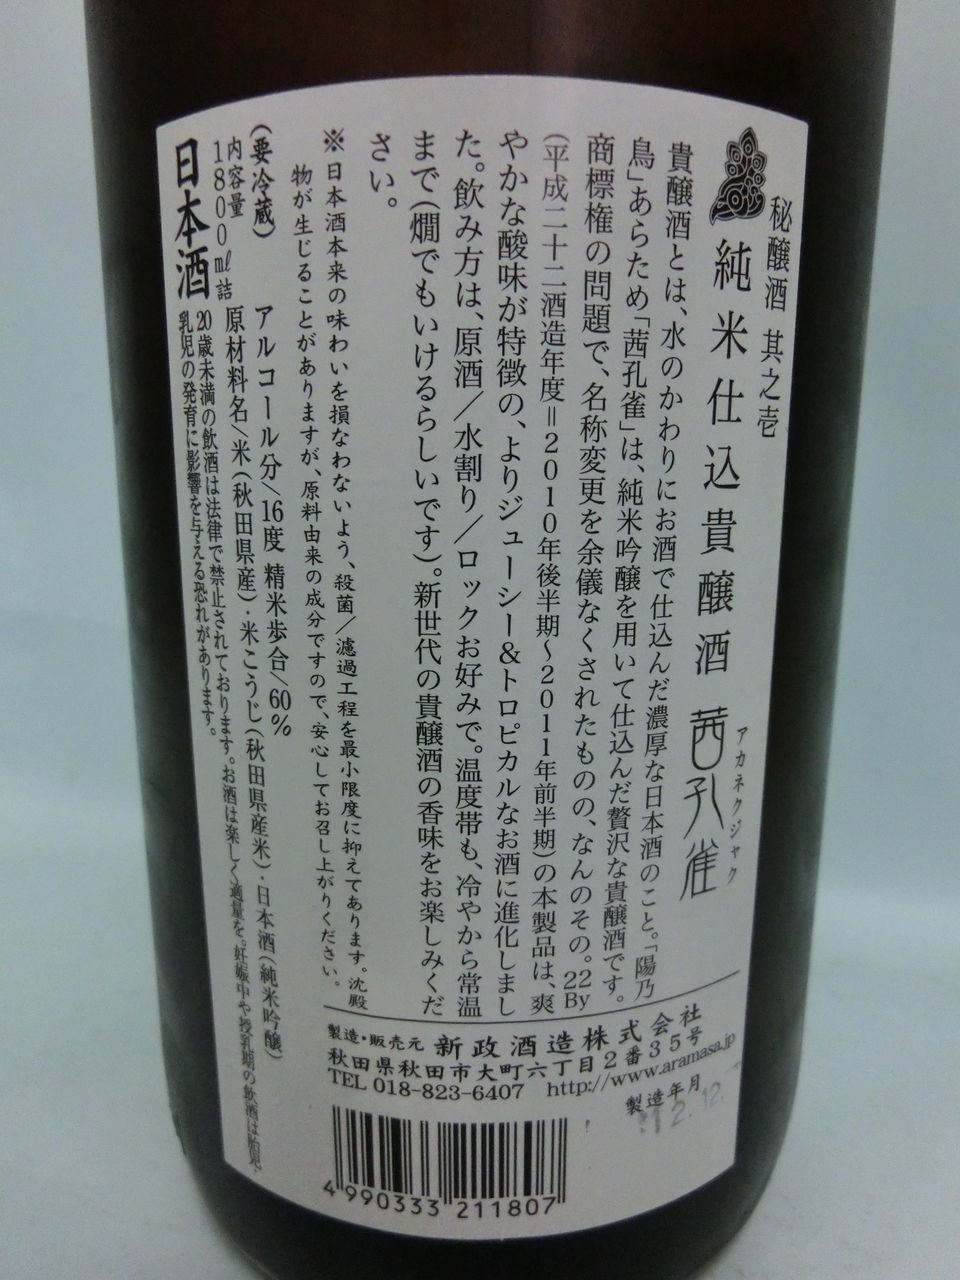 秘醸酒 其之壱
純米仕込貴醸酒 茜孔雀
アカネクジャク
貴醸酒とは、水のかわりにお酒で仕込んだ濃厚な日本酒のこと。「陽乃
鳥」あらため「茜孔雀」は、純米吟醸を用いて仕込んだ贅沢な貴醸酒です。
商標権の問題で、名称変更を余儀なくされたものの、なんのその。22By
(平成二十二酒造年度＝2010年後半期～2011年前半期)の本製品は、爽
やかな酸味が特徴の、よりジューシー&トロピカルなお酒に進化しまし
た。飲み方は、原酒／水割り／ロックお好みで。温度帯も、冷やから常温
まで(燗でもいけるらしいです)。新世代の貴醸酒の香味をお楽しみくだ
さい。
※日本酒本来の味わいを損なわないよう、殺菌／濾過工程を最小限度に抑えてあります。沈殿
物が生じることがありますが、原料由来の成分ですので、安心してお召し上がりください。
(要冷蔵)
内容量
1800㎖詰
日本酒
アルコール分／16度 精米歩合／60%
原材料名／米(秋田県産)・米こうじ(秋田県産米)・日本酒(純米吟醸)
20歳未満の飲酒は法律で禁止されております。お酒は楽しく適量を。妊娠中や授乳期の飲酒は胎児・
乳児の発育に影響を与える恐れがあります。
製造・販売元 新政酒造株式会社
秋田県秋田市大町六丁目2番35号
TEL 018-823-6407 http://www.aramasa.jp
製造年月
12.12.
4 990333 211807